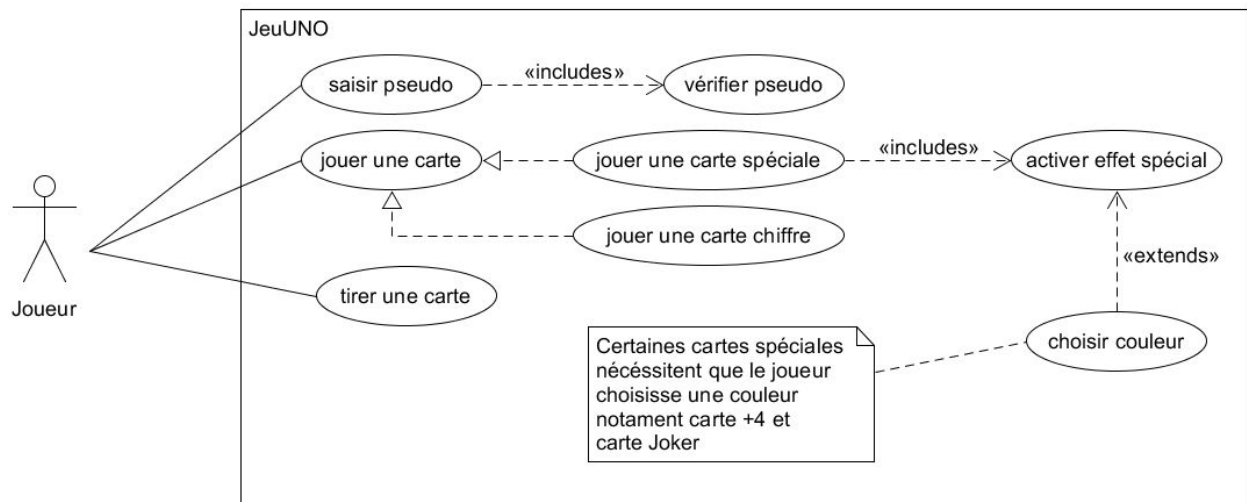 JeuUNO
saisir pseudo
«includes»
vérifier pseudo
jouer une carte
jouer une carte spéciale
«includes»
activer effet spécial
jouer une carte chiffre
«extends»
tirer une carte
Joueur
choisir couleur
Certaines cartes spéciales
nécéssitent que le joueur
choisisse une couleur
notament carte +4 et
carte Joker